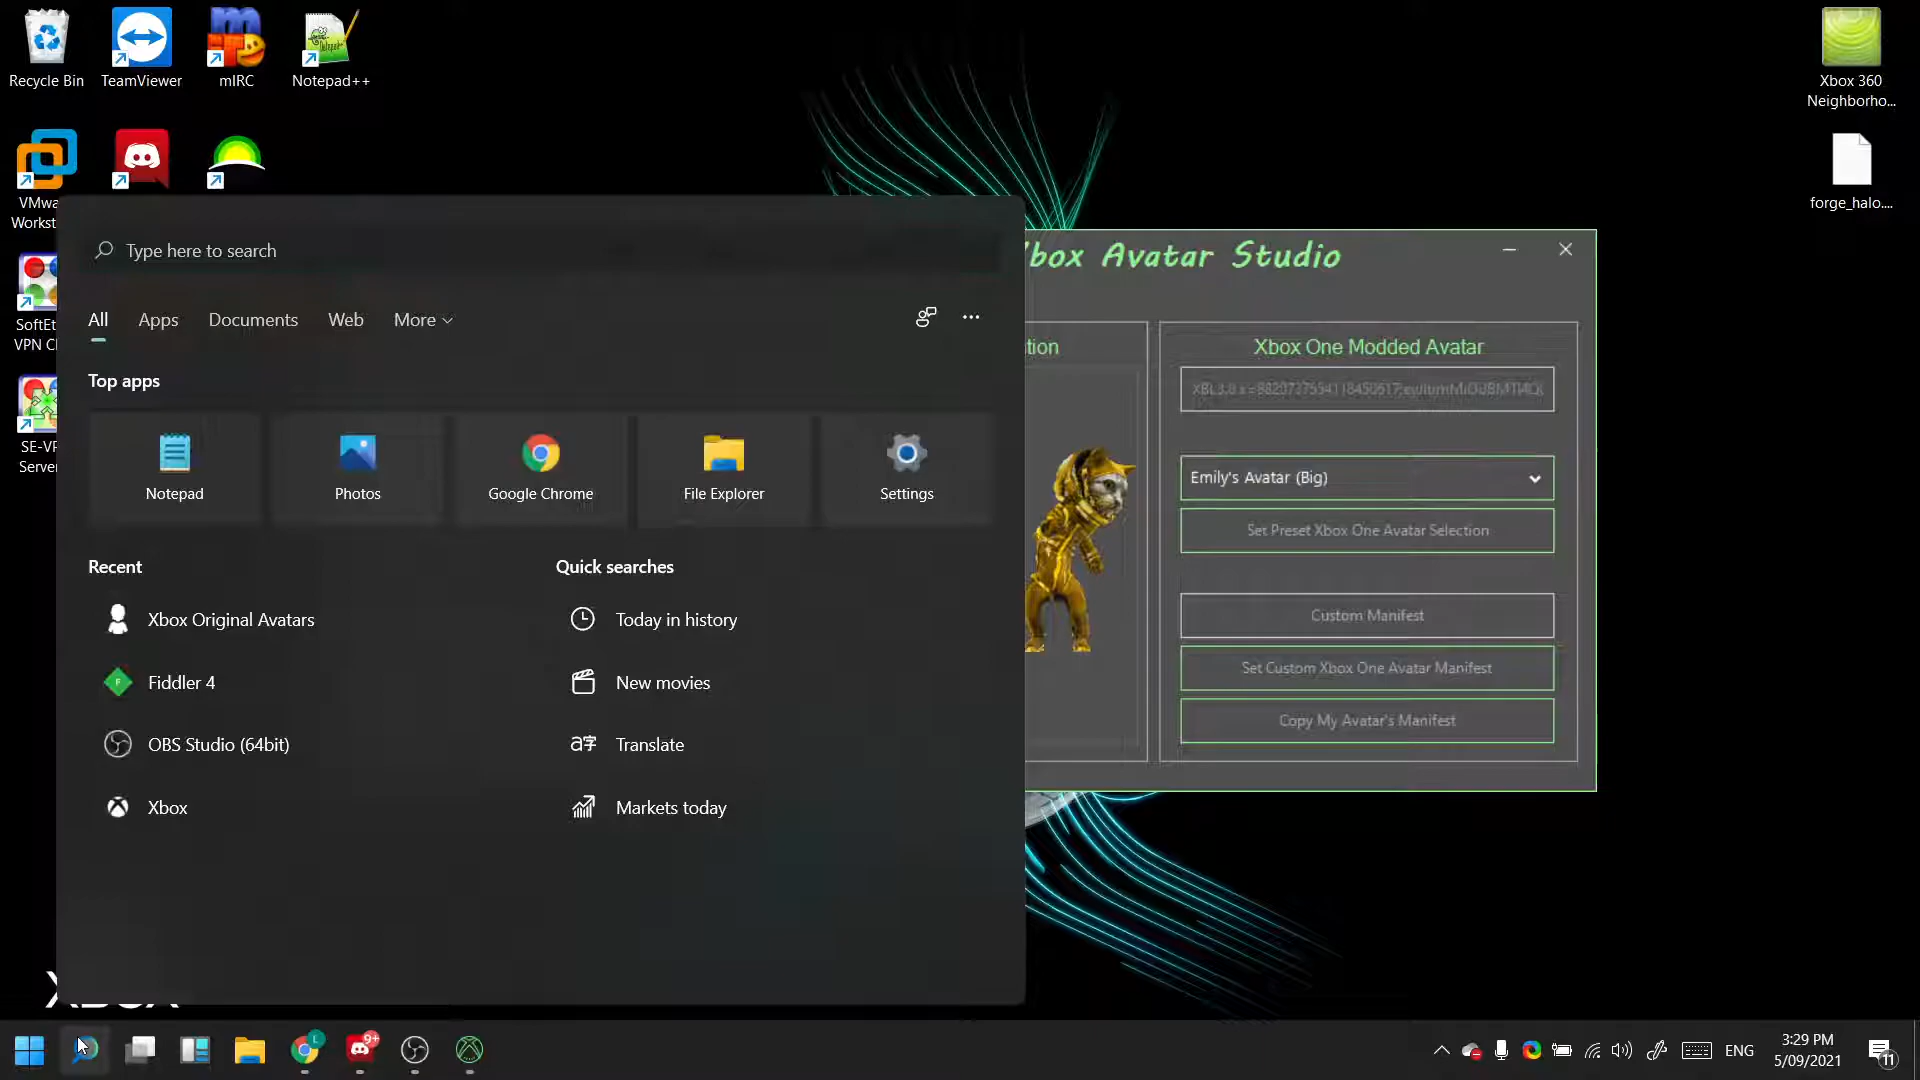 Recycle Bin
TeamViewer
mIRC
Notepad++
Xbox 360
Neighborho...
forge_halo....
VMwa
Workst
SoftEt
VPN Cl
SE-VP
Server
Type here to search
All
Apps
Documents
Web
More
Top apps
Notepad
Photos
Google Chrome
File Explorer
Settings
Recent
Xbox Original Avatars
Fiddler 4
OBS Studio (64bit)
Xbox
Quick searches
Today in history
New movies
Translate
Markets today
box Avatar Studio
tion
Xbox One Modded Avatar
Emily's Avatar (Big)
Set Preset Xbox One Avatar Selection
Custom Manifest
Set Custom Xbox One Avatar Manifest
Copy My Avatar's Manifest
L
9+
ENG
3:29 PM
5/09/2021
11